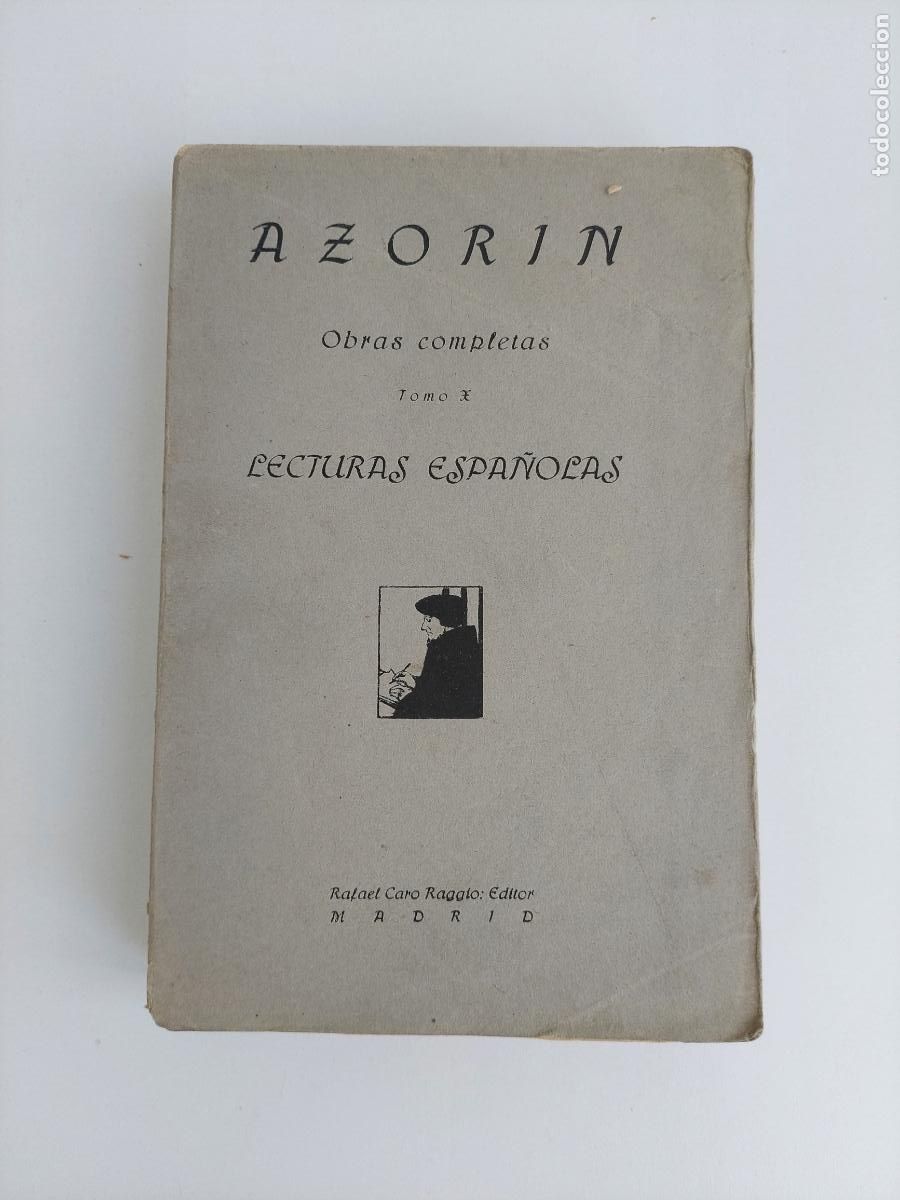 AZORIN
Obras completas
Tomo X
LECTURAS ESPAÑOLAS
Rafael Caro Raggio: Editor
MADRID
todocoleccion